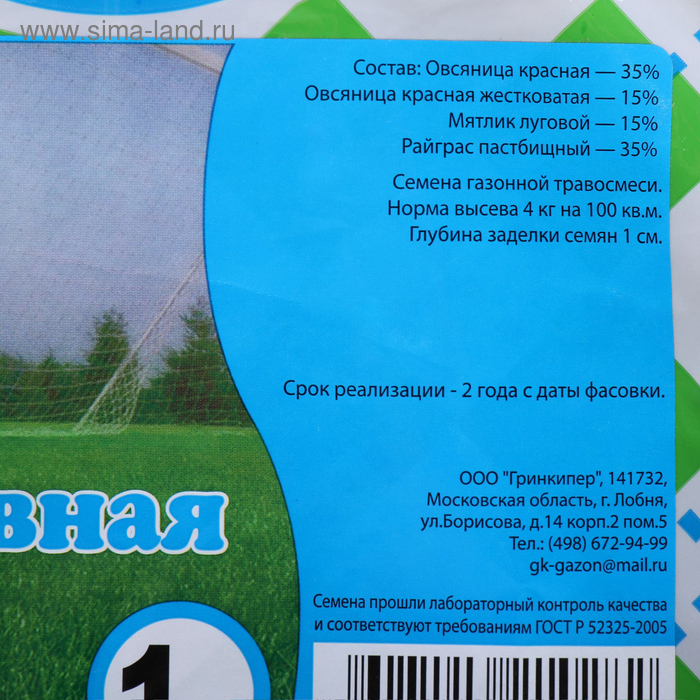 www.sima-land.ru
Состав: Овсяница красная — 35%
Овсяница красная жестковатая — 15%
Мятлик луговой — 15%
Райграс пастбищный — 35%
Семена газонной травосмеси.
Норма высева 4 кг на 100 кв.м.
Глубина заделки семян 1 см.
Срок реализации - 2 года с даты фасовки.
вная
ООО "Гринкипер", 141732,
Московская область, г. Лобня,
ул.Борисова, д.14 корп.2 пом.5
Тел.: (498) 672-94-99
gk-gazon@mail.ru
Семена прошли лабораторный контроль качества
и соответствуют требованиям ГОСТ Р 52325-2005
1